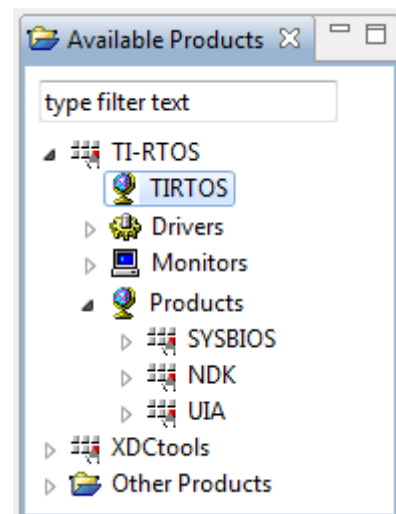 Available Products
type filter text
TI-RTOS
TIRTOS
Drivers
Monitors
Products
SYSBIOS
NDK
UIA
XDCtools
Other Products